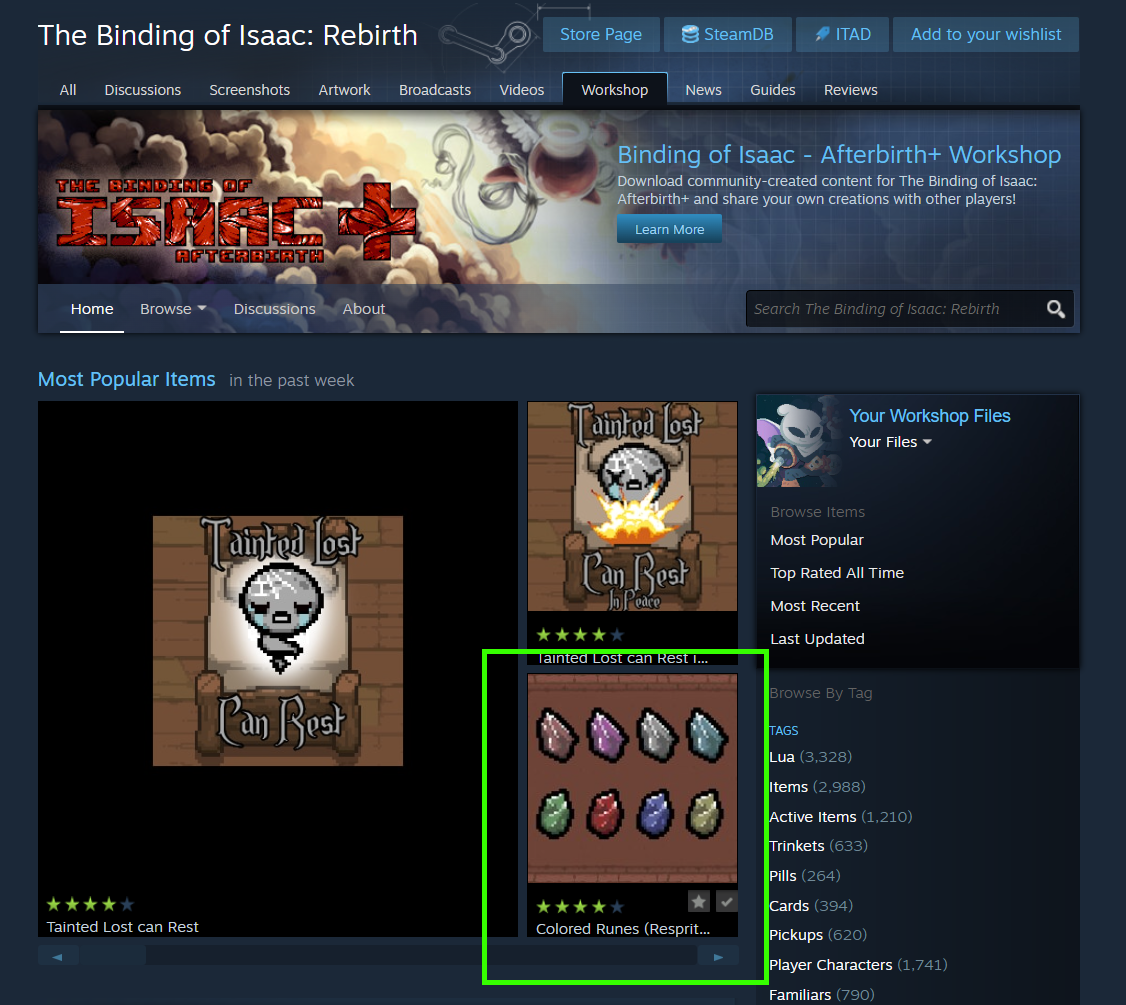 The Binding of Isaac: Rebirth
Store Page
SteamDB
ITAD
Add to your wishlist
All Discussions Screenshots Artwork Broadcasts Videos Workshop News Guides Reviews
THE BINDING OF
ISAAC +
AFTERBIRTH
Binding of Isaac - Afterbirth+ Workshop
Download community-created content for The Binding of Isaac:
Afterbirth+ and share your own creations with other players!
Learn More
Home Browse Discussions About
Search The Binding of Isaac: Rebirth
Most Popular Items in the past week
Tainted Lost
Can Rest
Tainted Lost can Rest
Tainted Lost
Can Rest
In Peace
Tainted Lost can Rest I...
Colored Runes (Resprit...
Your Workshop Files
Your Files
Browse Items
Most Popular
Top Rated All Time
Most Recent
Last Updated
Browse By Tag
TAGS
Lua (3,328)
Items (2,988)
Active Items (1,210)
Trinkets (633)
Pills (264)
Cards (394)
Pickups (620)
Player Characters (1,741)
Familiars (790)